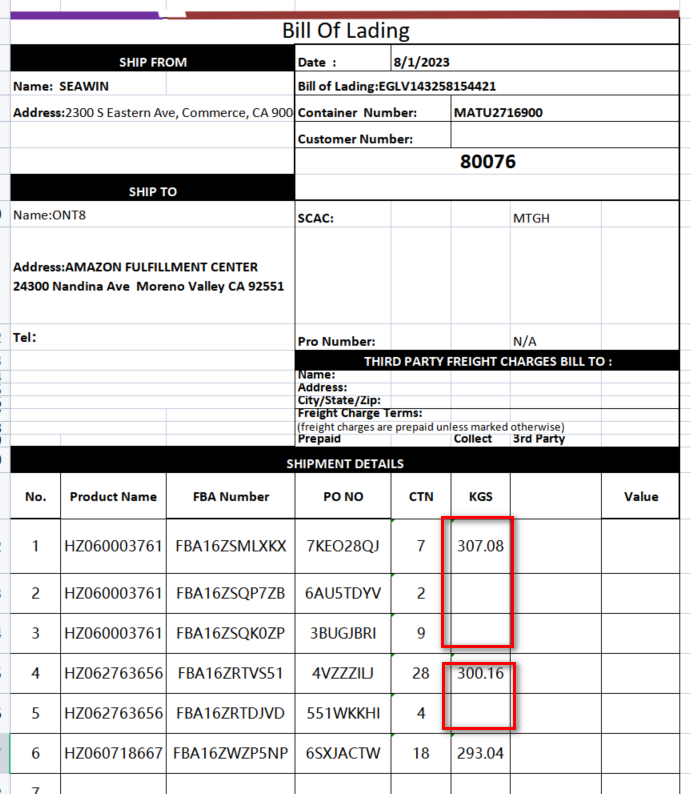 Bill Of Lading
SHIP FROM
Date :
8/1/2023
Name: SEAWIN
Bill of Lading:EGLV143258154421
Address:2300 S Eastern Ave, Commerce, CA 900
Container Number:
MATU2716900
Customer Number:
80076
SHIP TO
Name:ONT8
SCAC:
MTGH
Address:AMAZON FULFILLMENT CENTER
24300 Nandina Ave Moreno Valley CA 92551
Tel:
Pro Number:
N/A
THIRD PARTY FREIGHT CHARGES BILL TO :
Name:
Address:
City/State/Zip:
Freight Charge Terms:
(freight charges are prepaid unless marked otherwise)
Prepaid Collect 3rd Party
SHIPMENT DETAILS
No. Product Name FBA Number PO NO CTN KGS Value
1 HZ060003761 FBA16ZSMLXKX 7KEO28QJ 7 307.08
2 HZ060003761 FBA16ZSQP7ZB 6AU5TDYV 2
3 HZ060003761 FBA16ZSQK0ZP 3BUGJBRI 9
4 HZ062763656 FBA16ZRTVS51 4VZZZILJ 28 300.16
5 HZ062763656 FBA16ZRTDJVD 551WKKHI 4
6 HZ060718667 FBA16ZWZP5NP 6SXJACTW 18 293.04
7